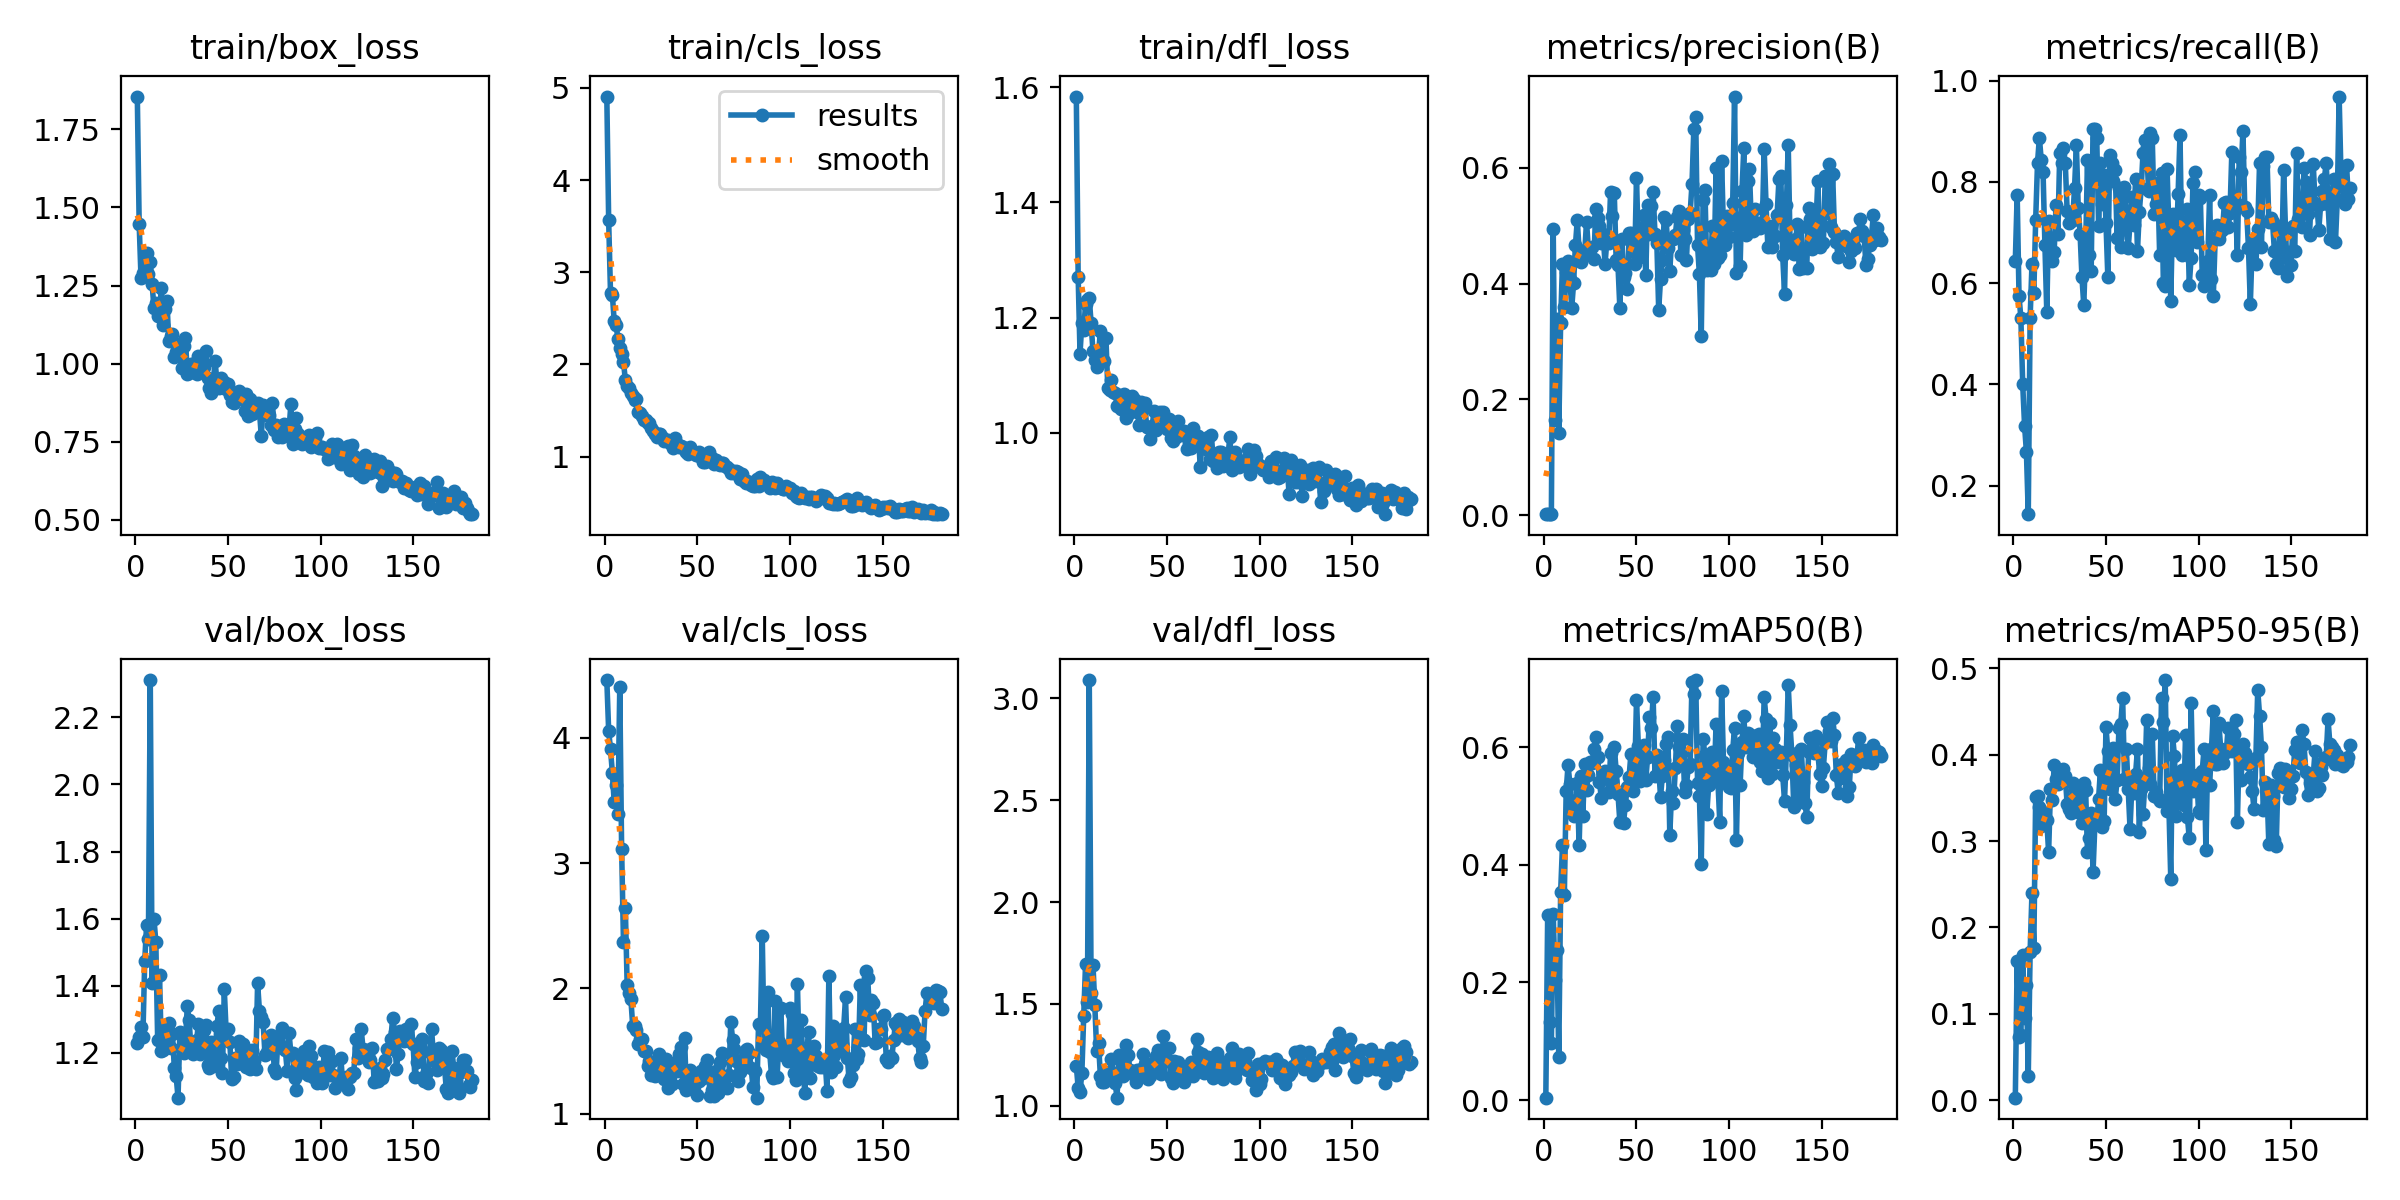 train/box_loss
train/cls_loss
train/dfl_loss
metrics/precision(B)
metrics/recall(B)
results
smooth
1.75
1.50
1.25
1.00
0.75
0.50
0 50 100 150
5
4
3
2
1
0 50 100 150
1.6
1.4
1.2
1.0
0 50 100 150
0.6
0.4
0.2
0.0
0 50 100 150
1.0
0.8
0.6
0.4
0.2
0 50 100 150
val/box_loss
val/cls_loss
val/dfl_loss
metrics/mAP50(B)
metrics/mAP50-95(B)
2.2
2.0
1.8
1.6
1.4
1.2
0 50 100 150
4
3
2
1
0 50 100 150
3.0
2.5
2.0
1.5
1.0
0 50 100 150
0.6
0.4
0.2
0.0
0 50 100 150
0.5
0.4
0.3
0.2
0.1
0.0
0 50 100 150